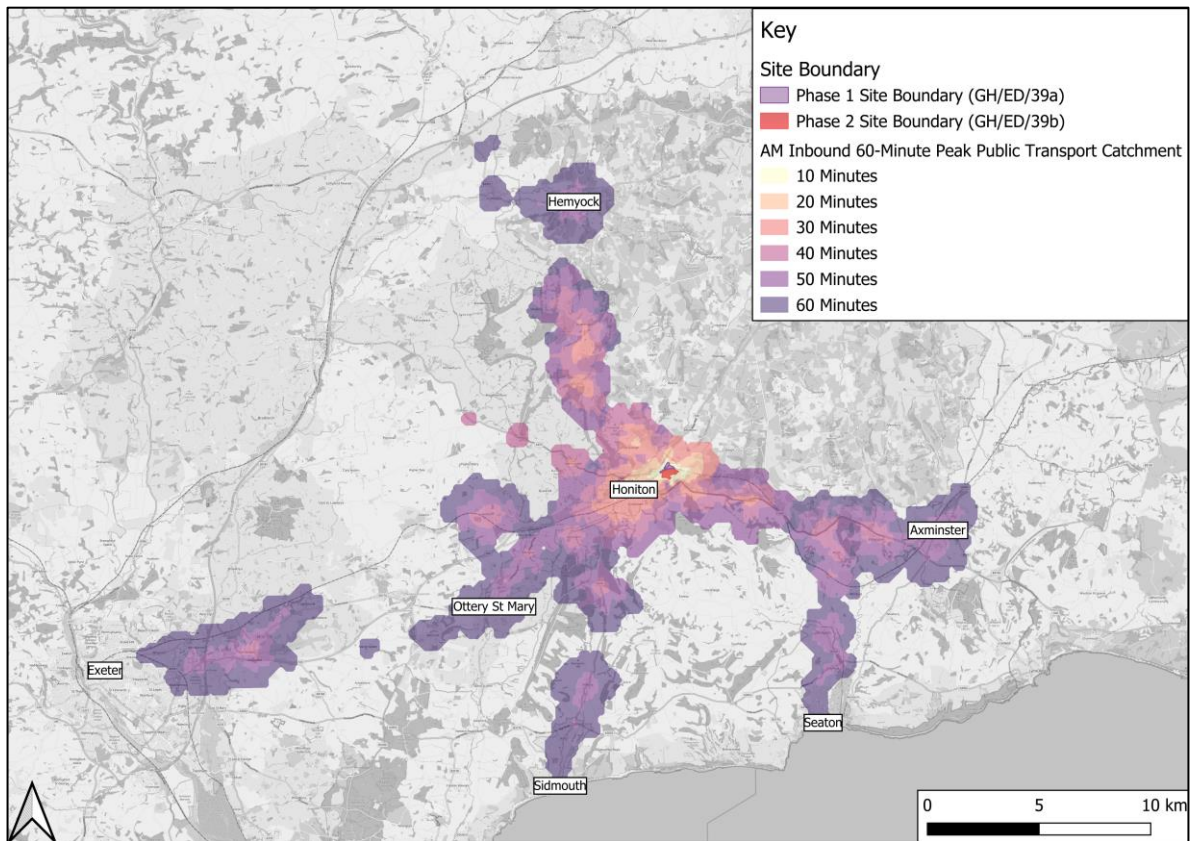 Key
Site Boundary
Phase 1 Site Boundary (GH/ED/39a)
Phase 2 Site Boundary (GH/ED/39b)
AM Inbound 60-Minute Peak Public Transport Catchment
10 Minutes
20 Minutes
30 Minutes
40 Minutes
50 Minutes
60 Minutes
Hemyock
Honiton
Axminster
Ottery St Mary
Exeter
Seaton
Sidmouth
0 5 10 km